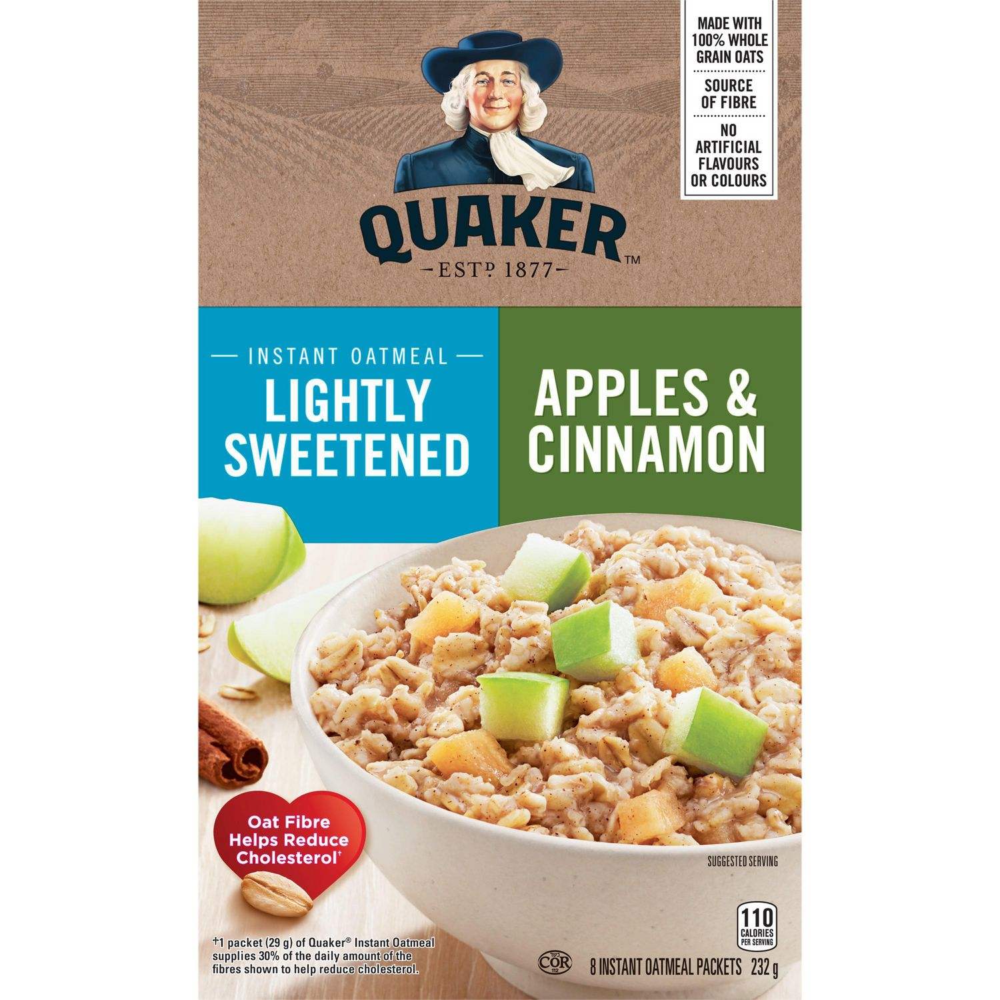 MADE WITH
100% WHOLE
GRAIN OATS
SOURCE
OF FIBRE
NO
ARTIFICIAL
FLAVOURS
OR COLOURS
QUAKER™
–ESTᴰ 1877–
— INSTANT OATMEAL —
LIGHTLY
SWEETENED
APPLES &
CINNAMON
Oat Fibre
Helps Reduce
Cholesterol†
SUGGESTED SERVING
110
CALORIES
PER SERVING
†1 packet (29 g) of Quaker® Instant Oatmeal
supplies 30% of the daily amount of the
fibres shown to help reduce cholesterol.
כשר
COR
112
8 INSTANT OATMEAL PACKETS 232 g